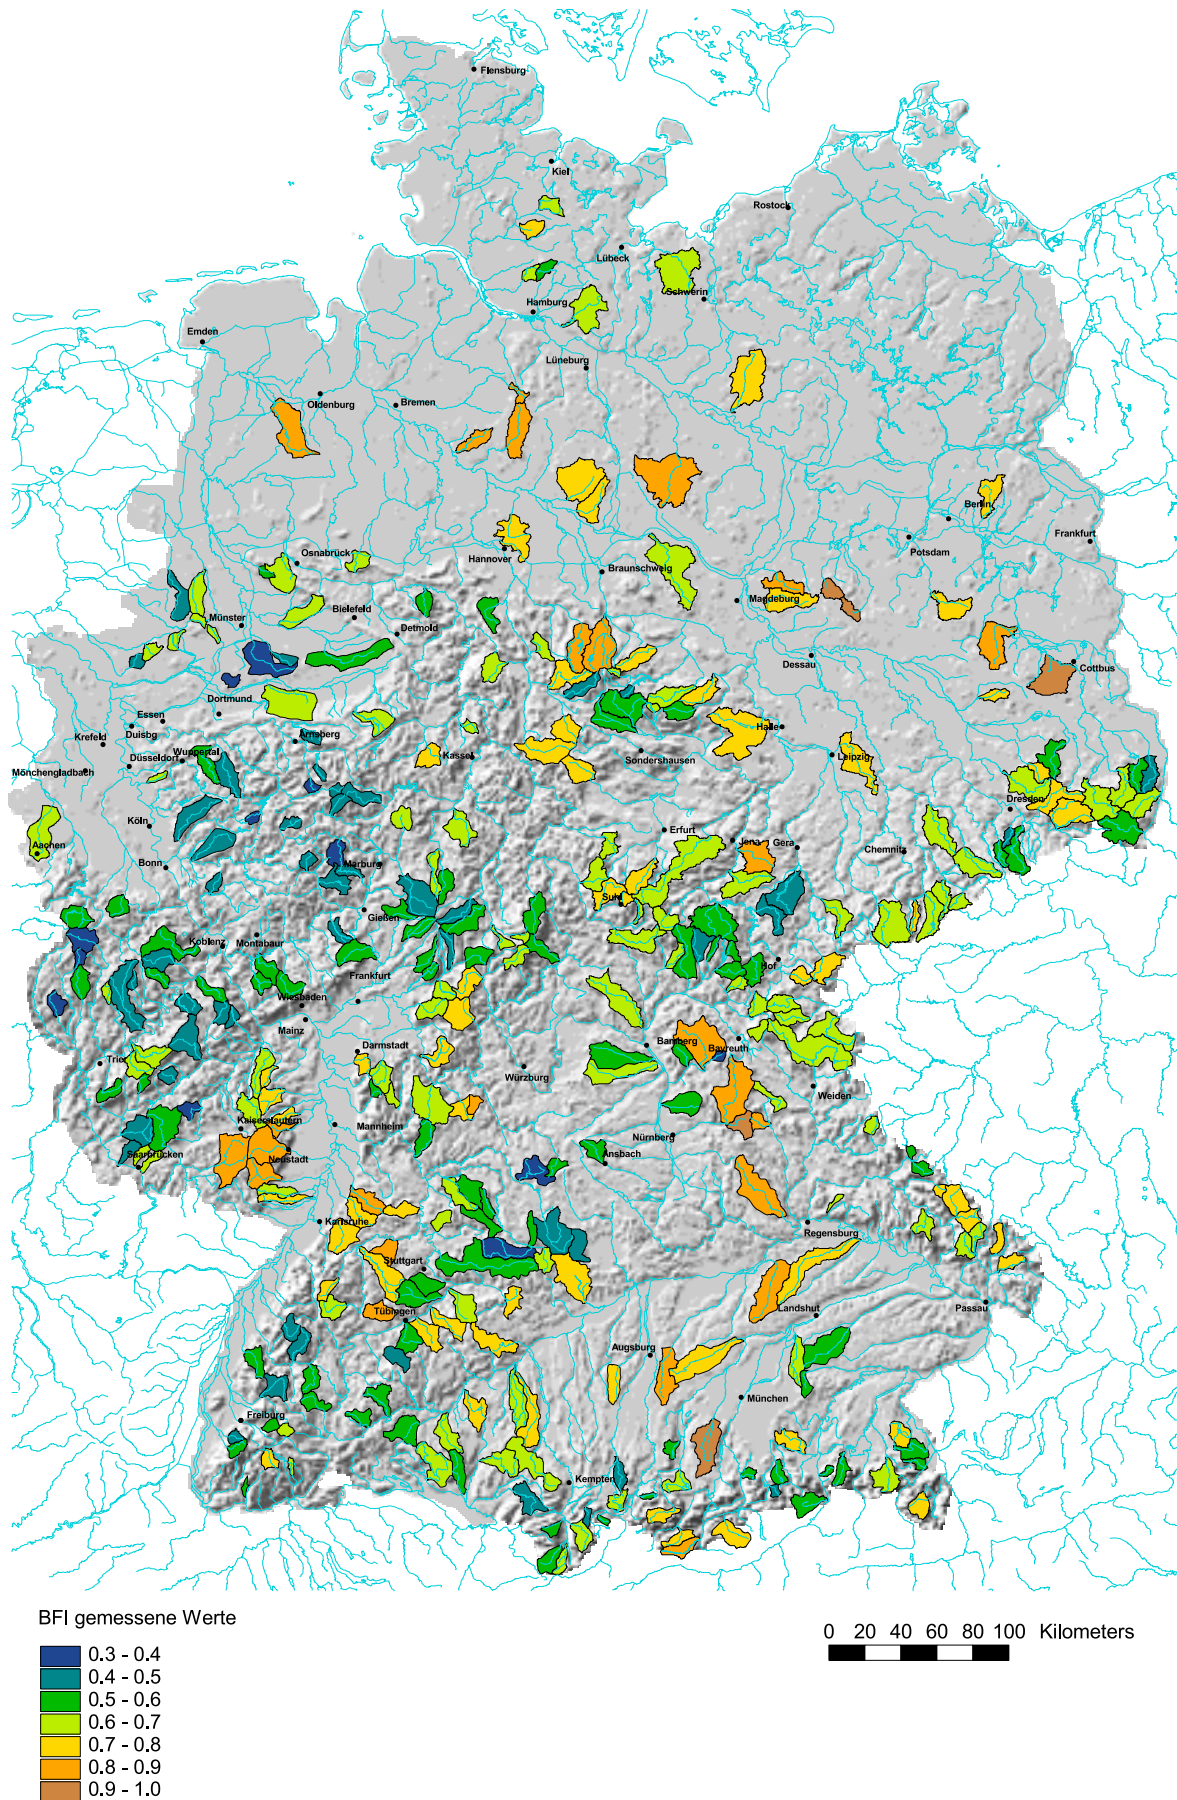 Flensburg
Kiel
Rostock
Lübeck
Schwerin
Hamburg
Emden
Lüneburg
Oldenburg
Bremen
Berlin
Frankfurt
Potsdam
Osnabrück
Hannover
Braunschweig
Magdeburg
Bielefeld
Münster
Detmold
Dessau
Cottbus
Dortmund
Essen
Duisbg
Krefeld
Arnsberg
Halle
Wuppertal
Düsseldorf
Kassel
Sondershausen
Leipzig
Mönchengladbach
Dresden
Köln
Erfurt
Jena
Gera
Chemnitz
Aachen
Bonn
Marburg
Suhl
Gießen
Koblenz
Montabaur
Hof
Frankfurt
Wiesbaden
Mainz
Darmstadt
Bamberg
Bayreuth
Trier
Würzburg
Weiden
Kaiserslautern
Mannheim
Nürnberg
Saarbrücken
Neustadt
Ansbach
Karlsruhe
Regensburg
Stuttgart
Tübingen
Landshut
Passau
Augsburg
München
Freiburg
Kempten
BFI gemessene Werte
0.3 - 0.4
0.4 - 0.5
0.5 - 0.6
0.6 - 0.7
0.7 - 0.8
0.8 - 0.9
0.9 - 1.0
0 20 40 60 80 100 Kilometers